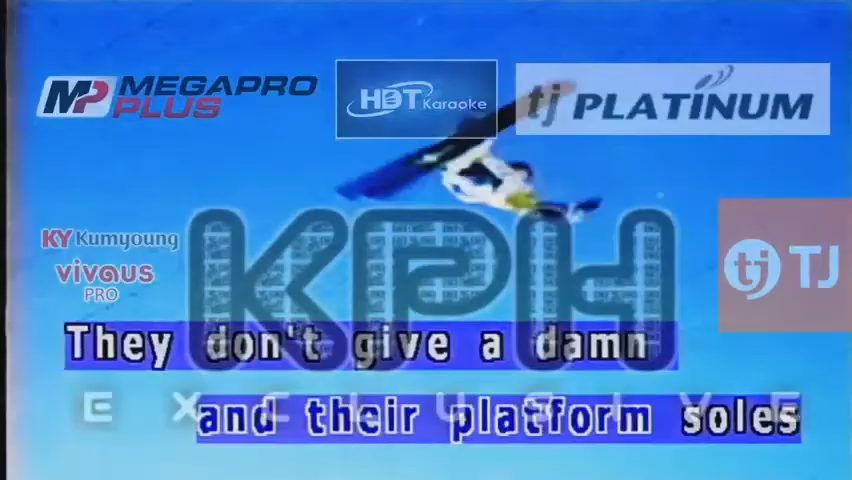 MP MEGAPRO
PLUS
HDT Karaoke
tj PLATINUM
KY Kumyoung
vivaus
PRO
tj TJ
KPH
They don't give a damn
EXCLUSIVE
and their platform soles